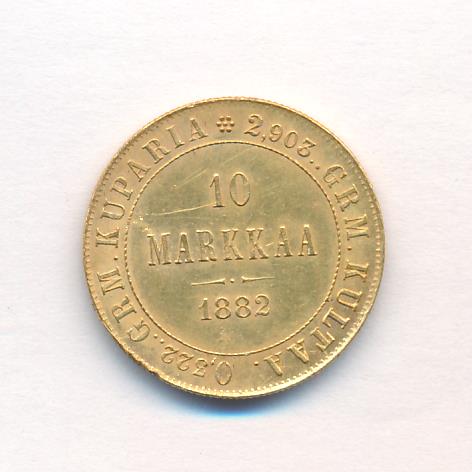 2,903.. GRM. KULTAA. 0,322.. GRM. KUPARIA
10
MARKKAA
1882